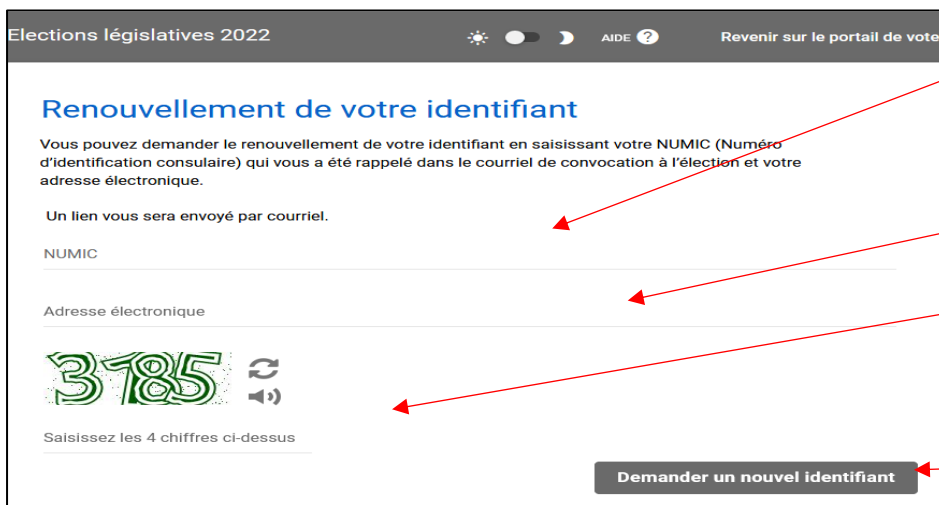 Elections législatives 2022 AIDE ? Revenir sur le portail de vote
Renouvellement de votre identifiant
Vous pouvez demander le renouvellement de votre identifiant en saisissant votre NUMIC (Numéro
d'identification consulaire) qui vous a été rappelé dans le courriel de convocation à l'élection et votre
adresse électronique.
Un lien vous sera envoyé par courriel.
NUMIC
Adresse électronique
3785
Saisissez les 4 chiffres ci-dessus
Demander un nouvel identifiant